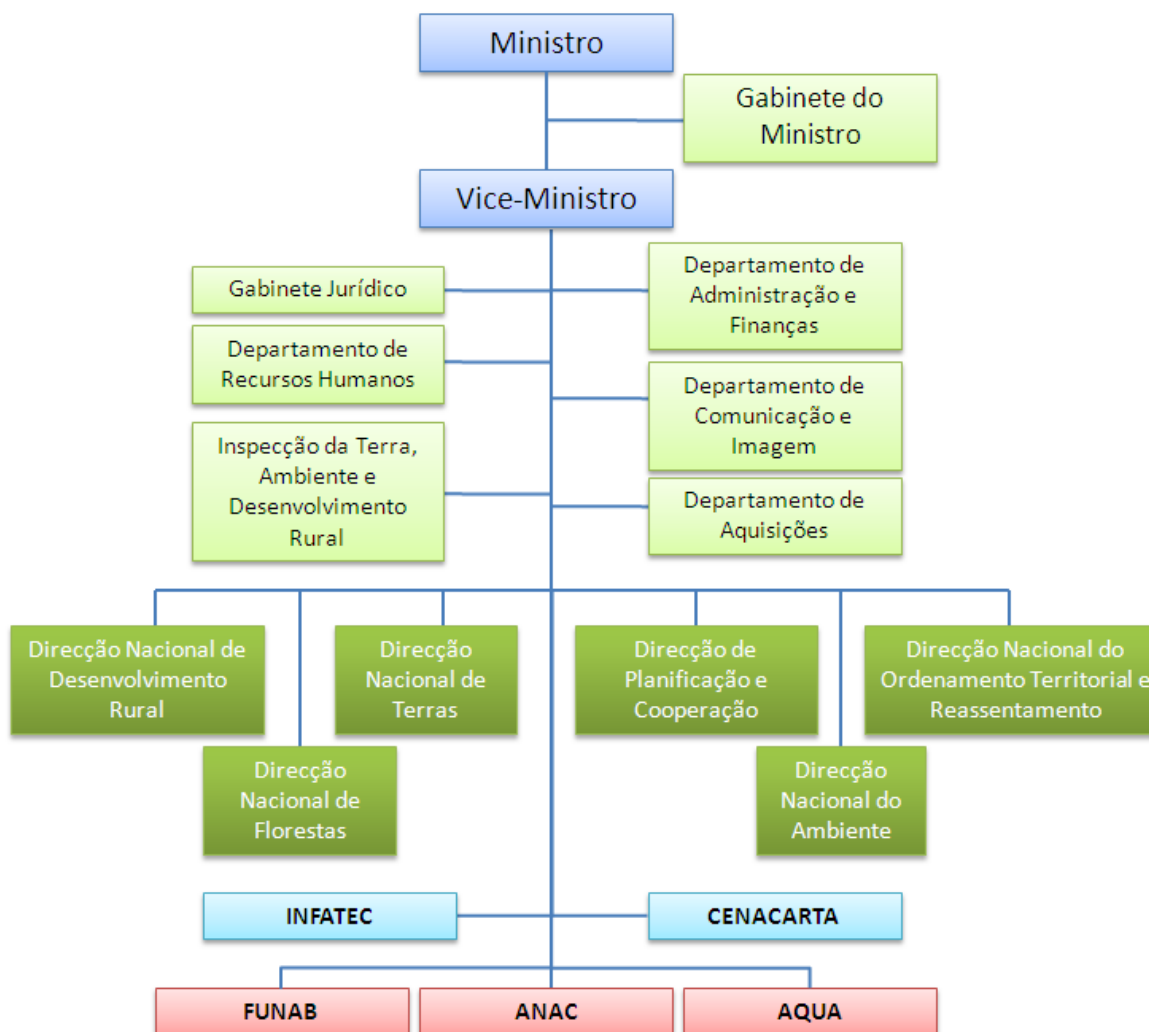 Ministro
Gabinete do
Ministro
Vice-Ministro
Gabinete Jurídico
Departamento de
Administração e
Finanças
Departamento de
Recursos Humanos
Departamento de
Comunicação e
Imagem
Inspecção da Terra,
Ambiente e
Desenvolvimento
Rural
Departamento de
Aquisições
Direcção Nacional de
Desenvolvimento
Rural
Direcção
Nacional de
Terras
Direcção de
Planificação e
Cooperação
Direcção Nacional do
Ordenamento Territorial e
Reassentamento
Direcção
Nacional de
Florestas
Direcção
Nacional do
Ambiente
INFATEC
CENACARTA
FUNAB
ANAC
AQUA